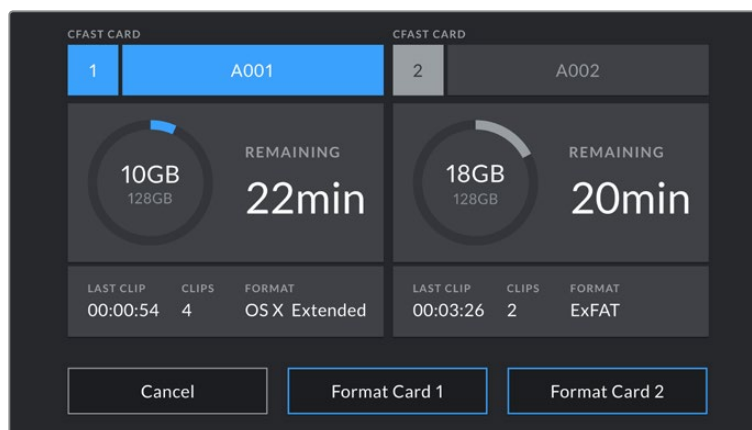 CFAST CARD
1 A001
10GB
128GB
REMAINING
22min
LAST CLIP CLIPS FORMAT
00:00:54 4 OS X Extended
CFAST CARD
2 A002
18GB
128GB
REMAINING
20min
LAST CLIP CLIPS FORMAT
00:03:26 2 ExFAT
Cancel Format Card 1 Format Card 2